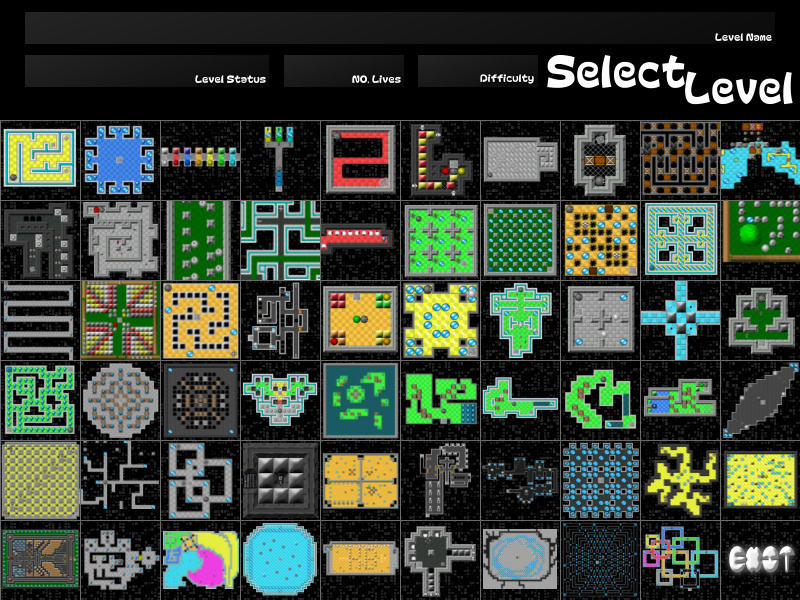 Level Name
Level Status
NO. Lives
Difficulty
Select
Level
EXIT